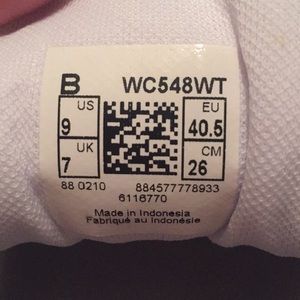 B WC548WT
US EU
9 40.5
UK CM
7 26
88 0210 884577778933
6116770
Made in Indonesia
Fabriqué au Indonésie